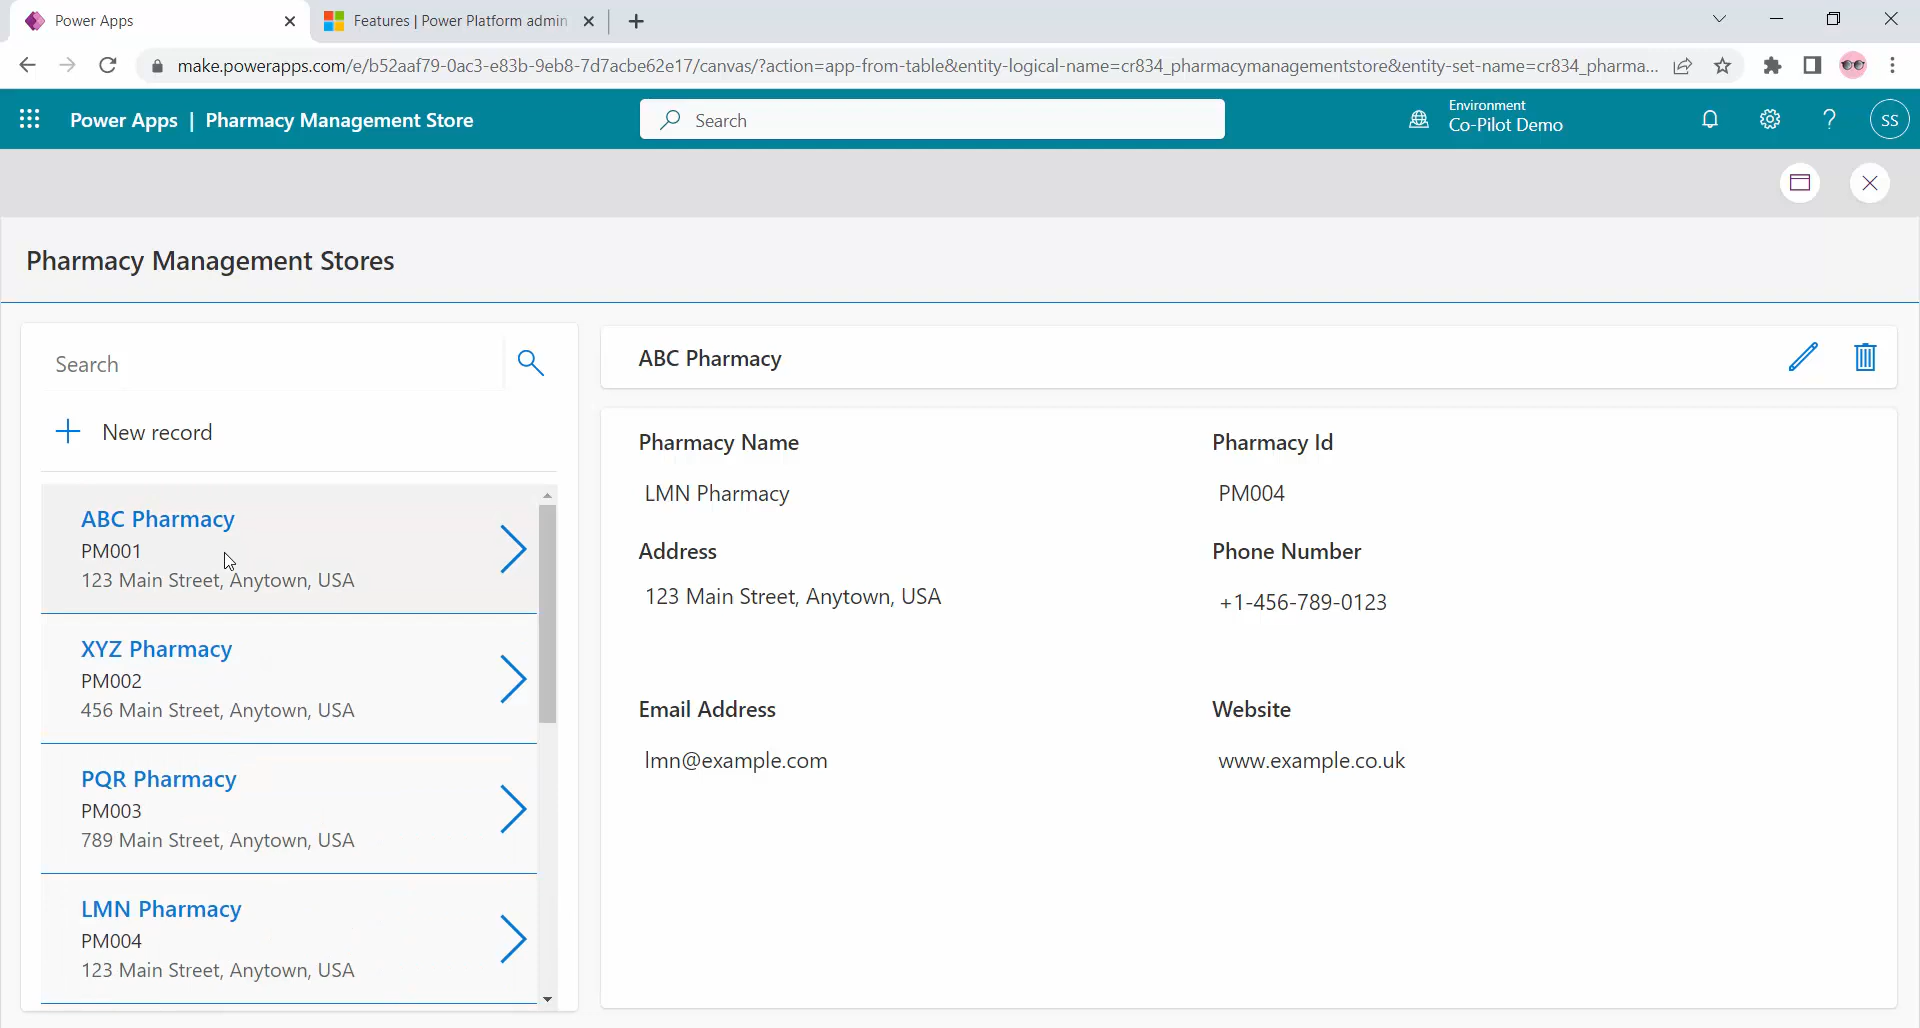 Power Apps
Features | Power Platform admin
make.powerapps.com/e/b52aaf79-0ac3-e83b-9eb8-7d7acbe62e17/canvas/?action=app-from-table&entity-logical-name=cr834_pharmacymanagementstore&entity-set-name=cr834_pharma...
Power Apps | Pharmacy Management Store
Search
Environment
Co-Pilot Demo
?
SS
Pharmacy Management Stores
Search
New record
ABC Pharmacy
PM001
123 Main Street, Anytown, USA
XYZ Pharmacy
PM002
456 Main Street, Anytown, USA
PQR Pharmacy
PM003
789 Main Street, Anytown, USA
LMN Pharmacy
PM004
123 Main Street, Anytown, USA
ABC Pharmacy
Pharmacy Name
LMN Pharmacy
Pharmacy Id
PM004
Address
123 Main Street, Anytown, USA
Phone Number
+1-456-789-0123
Email Address
lmn@example.com
Website
www.example.co.uk